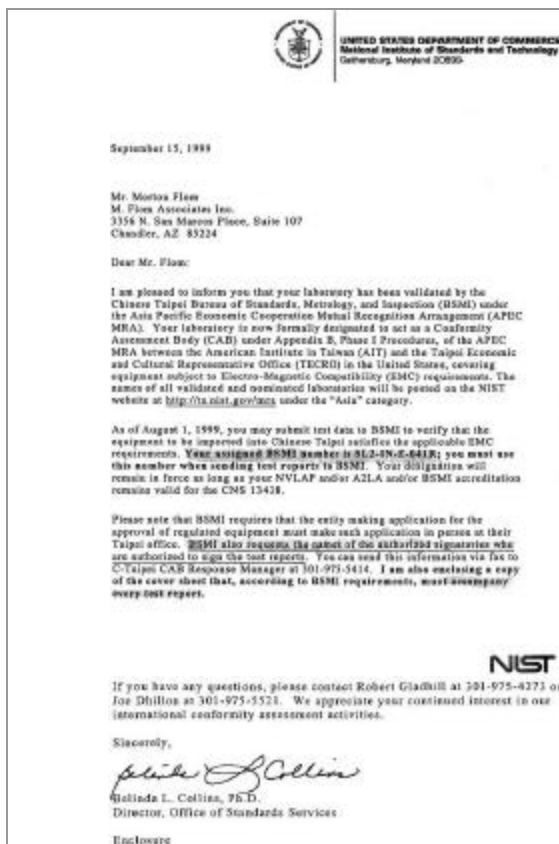 UNITED STATES DEPARTMENT OF COMMERCE
National Institute of Standards and Technology
Gaithersburg, Maryland 20899-
September 15, 1999
Mr. Morton Flom
M. Flom Associates Inc.
3356 N. San Marcos Place, Suite 107
Chandler, AZ 85224
Dear Mr. Flom:
I am pleased to inform you that your laboratory has been validated by the
Chinese Taipei Bureau of Standards, Metrology, and Inspection (BSMI) under
the Asia Pacific Economic Cooperation Mutual Recognition Arrangement (APEC
MRA). Your laboratory is now formally designated to act as a Conformity
Assessment Body (CAB) under Appendix B, Phase I Procedures, of the APEC
MRA between the American Institute in Taiwan (AIT) and the Taipei Economic
and Cultural Representative Office (TECRO) in the United States, covering
equipment subject to Electro-Magnetic Compatibility (EMC) requirements. The
names of all validated and nominated laboratories will be posted on the NIST
website at http://ts.nist.gov/mra under the "Asia" category.
As of August 1, 1999, you may submit test data to BSMI to verify that the
equipment to be imported into Chinese Taipei satisfies the applicable EMC
requirements. Your assigned BSMI number is SL2-IN-E-041R; you must use
this number when sending test reports to BSMI. Your designation will
remain in force as long as your NVLAP and/or A2LA and/or BSMI accreditation
remains valid for the CNS 13438.
Please note that BSMI requires that the entity making application for the
approval of regulated equipment must make such application in person at their
Taipei office. BSMI also requests the names of the authorized signatories who
are authorized to sign the test reports. You can send this information via fax to
C-Taipei CAB Response Manager at 301-975-5414. I am also enclosing a copy
of the cover sheet that, according to BSMI requirements, must accompany
every test report.
NIST
If you have any questions, please contact Robert Gladhill at 301-975-4273 or
Joe Dhillon at 301-975-5521. We appreciate your continued interest in our
international conformity assessment activities.
Sincerely,
Belinda L Collins
Belinda L. Collins, Ph.D.
Director, Office of Standards Services
Enclosure